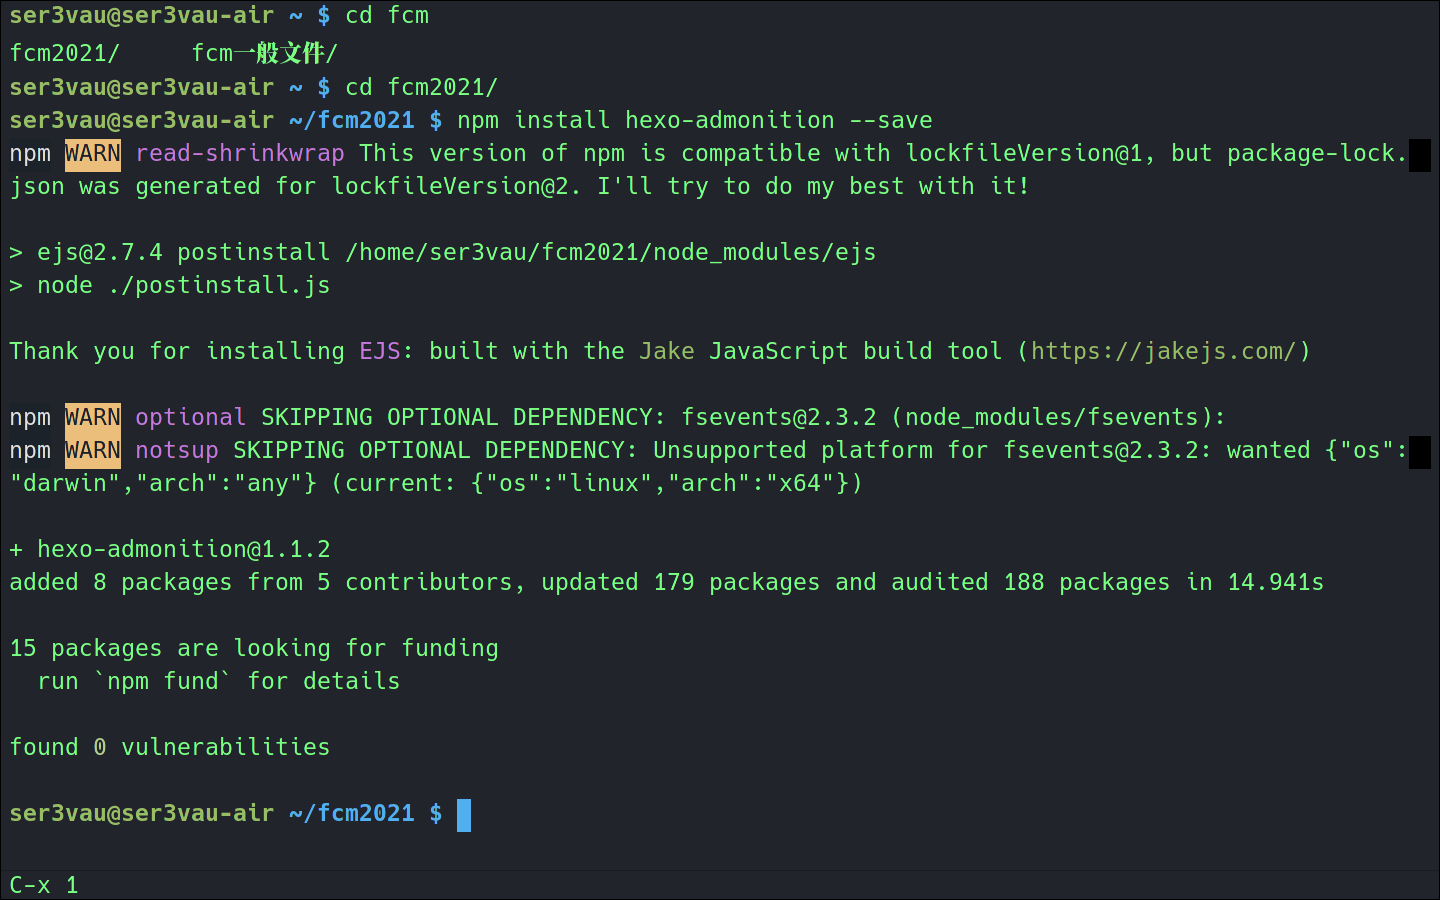 ser3vau@ser3vau-air ~ $ cd fcm
fcm2021/     fcm一般文件/
ser3vau@ser3vau-air ~ $ cd fcm2021/
ser3vau@ser3vau-air ~/fcm2021 $ npm install hexo-admonition --save
npm WARN read-shrinkwrap This version of npm is compatible with lockfileVersion@1, but package-lock.
json was generated for lockfileVersion@2. I'll try to do my best with it!
> ejs@2.7.4 postinstall /home/ser3vau/fcm2021/node_modules/ejs
> node ./postinstall.js
Thank you for installing EJS: built with the Jake JavaScript build tool (https://jakejs.com/)
npm WARN optional SKIPPING OPTIONAL DEPENDENCY: fsevents@2.3.2 (node_modules/fsevents):
npm WARN notsup SKIPPING OPTIONAL DEPENDENCY: Unsupported platform for fsevents@2.3.2: wanted {"os":
"darwin","arch":"any"} (current: {"os":"linux","arch":"x64"})
+ hexo-admonition@1.1.2
added 8 packages from 5 contributors, updated 179 packages and audited 188 packages in 14.941s
15 packages are looking for funding
  run `npm fund` for details
found 0 vulnerabilities
ser3vau@ser3vau-air ~/fcm2021 $
C-x 1